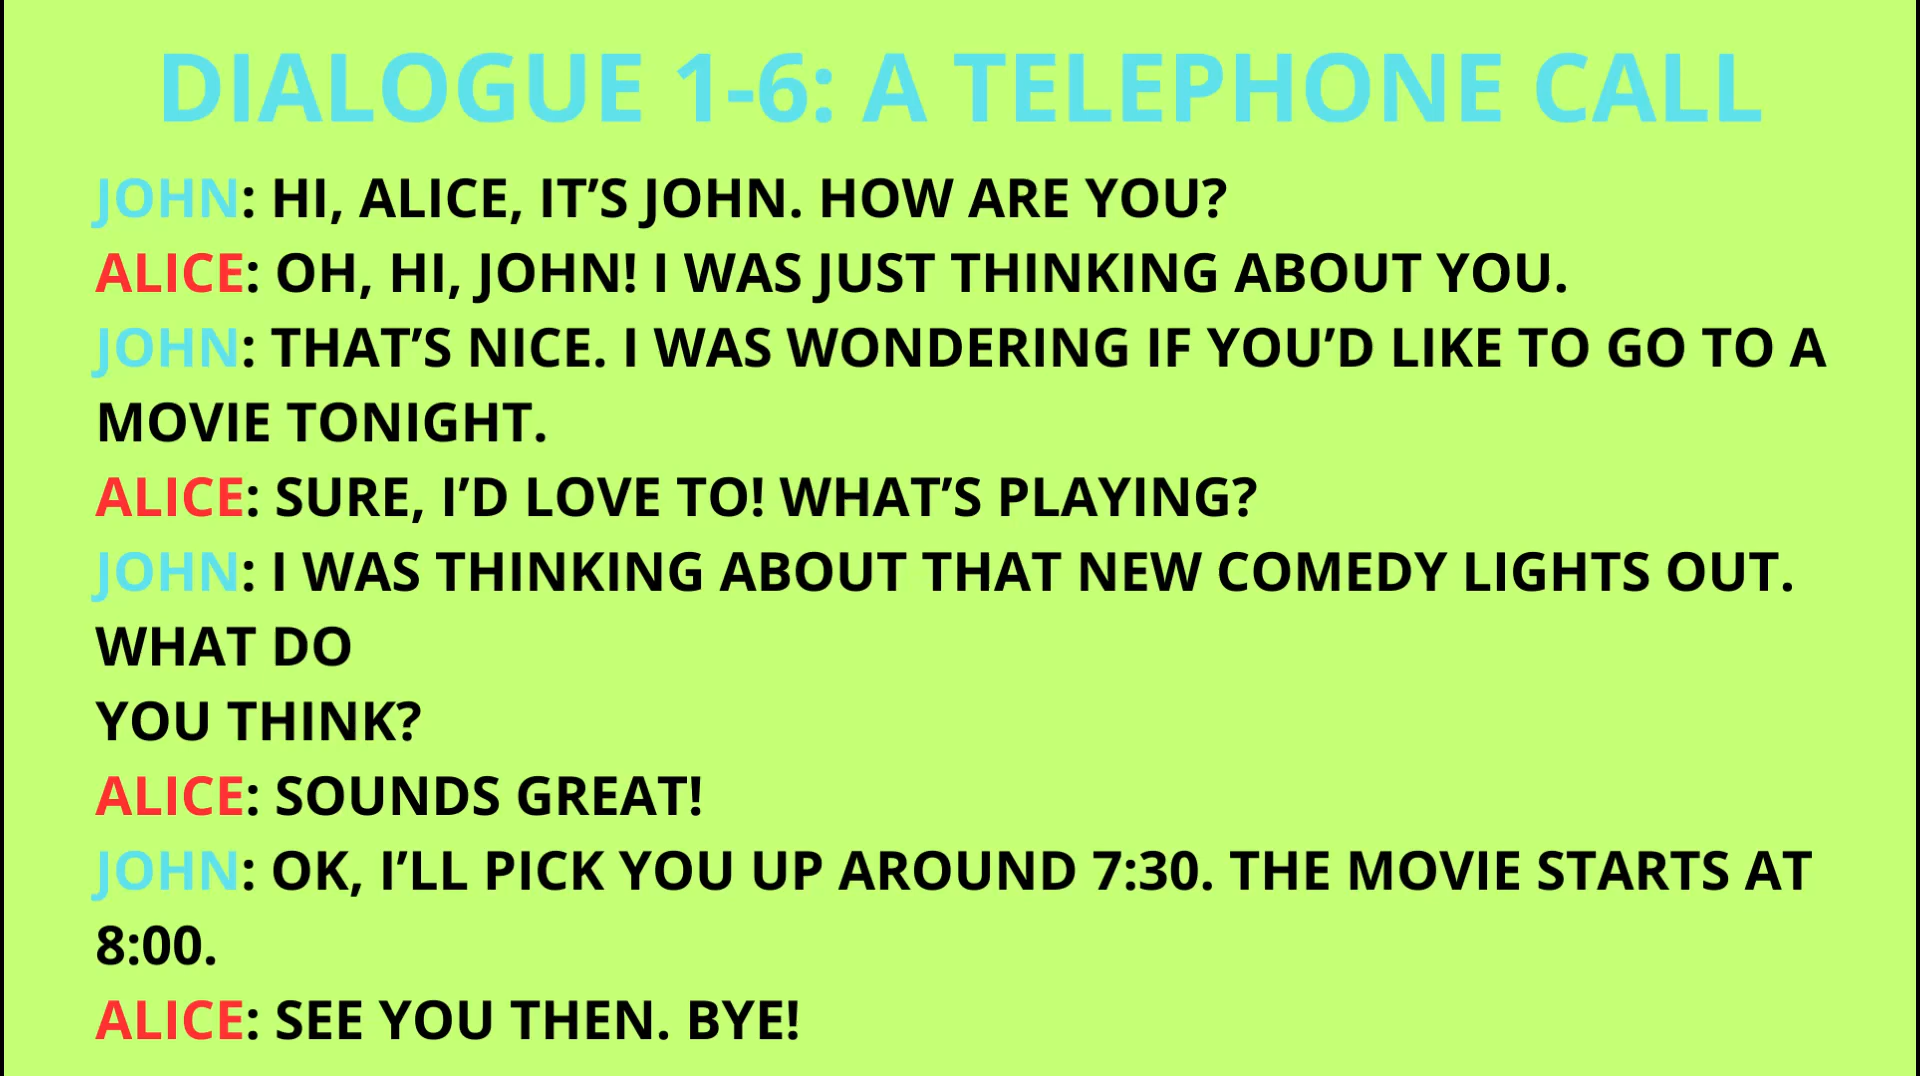 DIALOGUE 1-6: A TELEPHONE CALL
JOHN: HI, ALICE, IT’S JOHN. HOW ARE YOU?
ALICE: OH, HI, JOHN! I WAS JUST THINKING ABOUT YOU.
JOHN: THAT’S NICE. I WAS WONDERING IF YOU’D LIKE TO GO TO A
MOVIE TONIGHT.
ALICE: SURE, I’D LOVE TO! WHAT’S PLAYING?
JOHN: I WAS THINKING ABOUT THAT NEW COMEDY LIGHTS OUT.
WHAT DO
YOU THINK?
ALICE: SOUNDS GREAT!
JOHN: OK, I’LL PICK YOU UP AROUND 7:30. THE MOVIE STARTS AT
8:00.
ALICE: SEE YOU THEN. BYE!